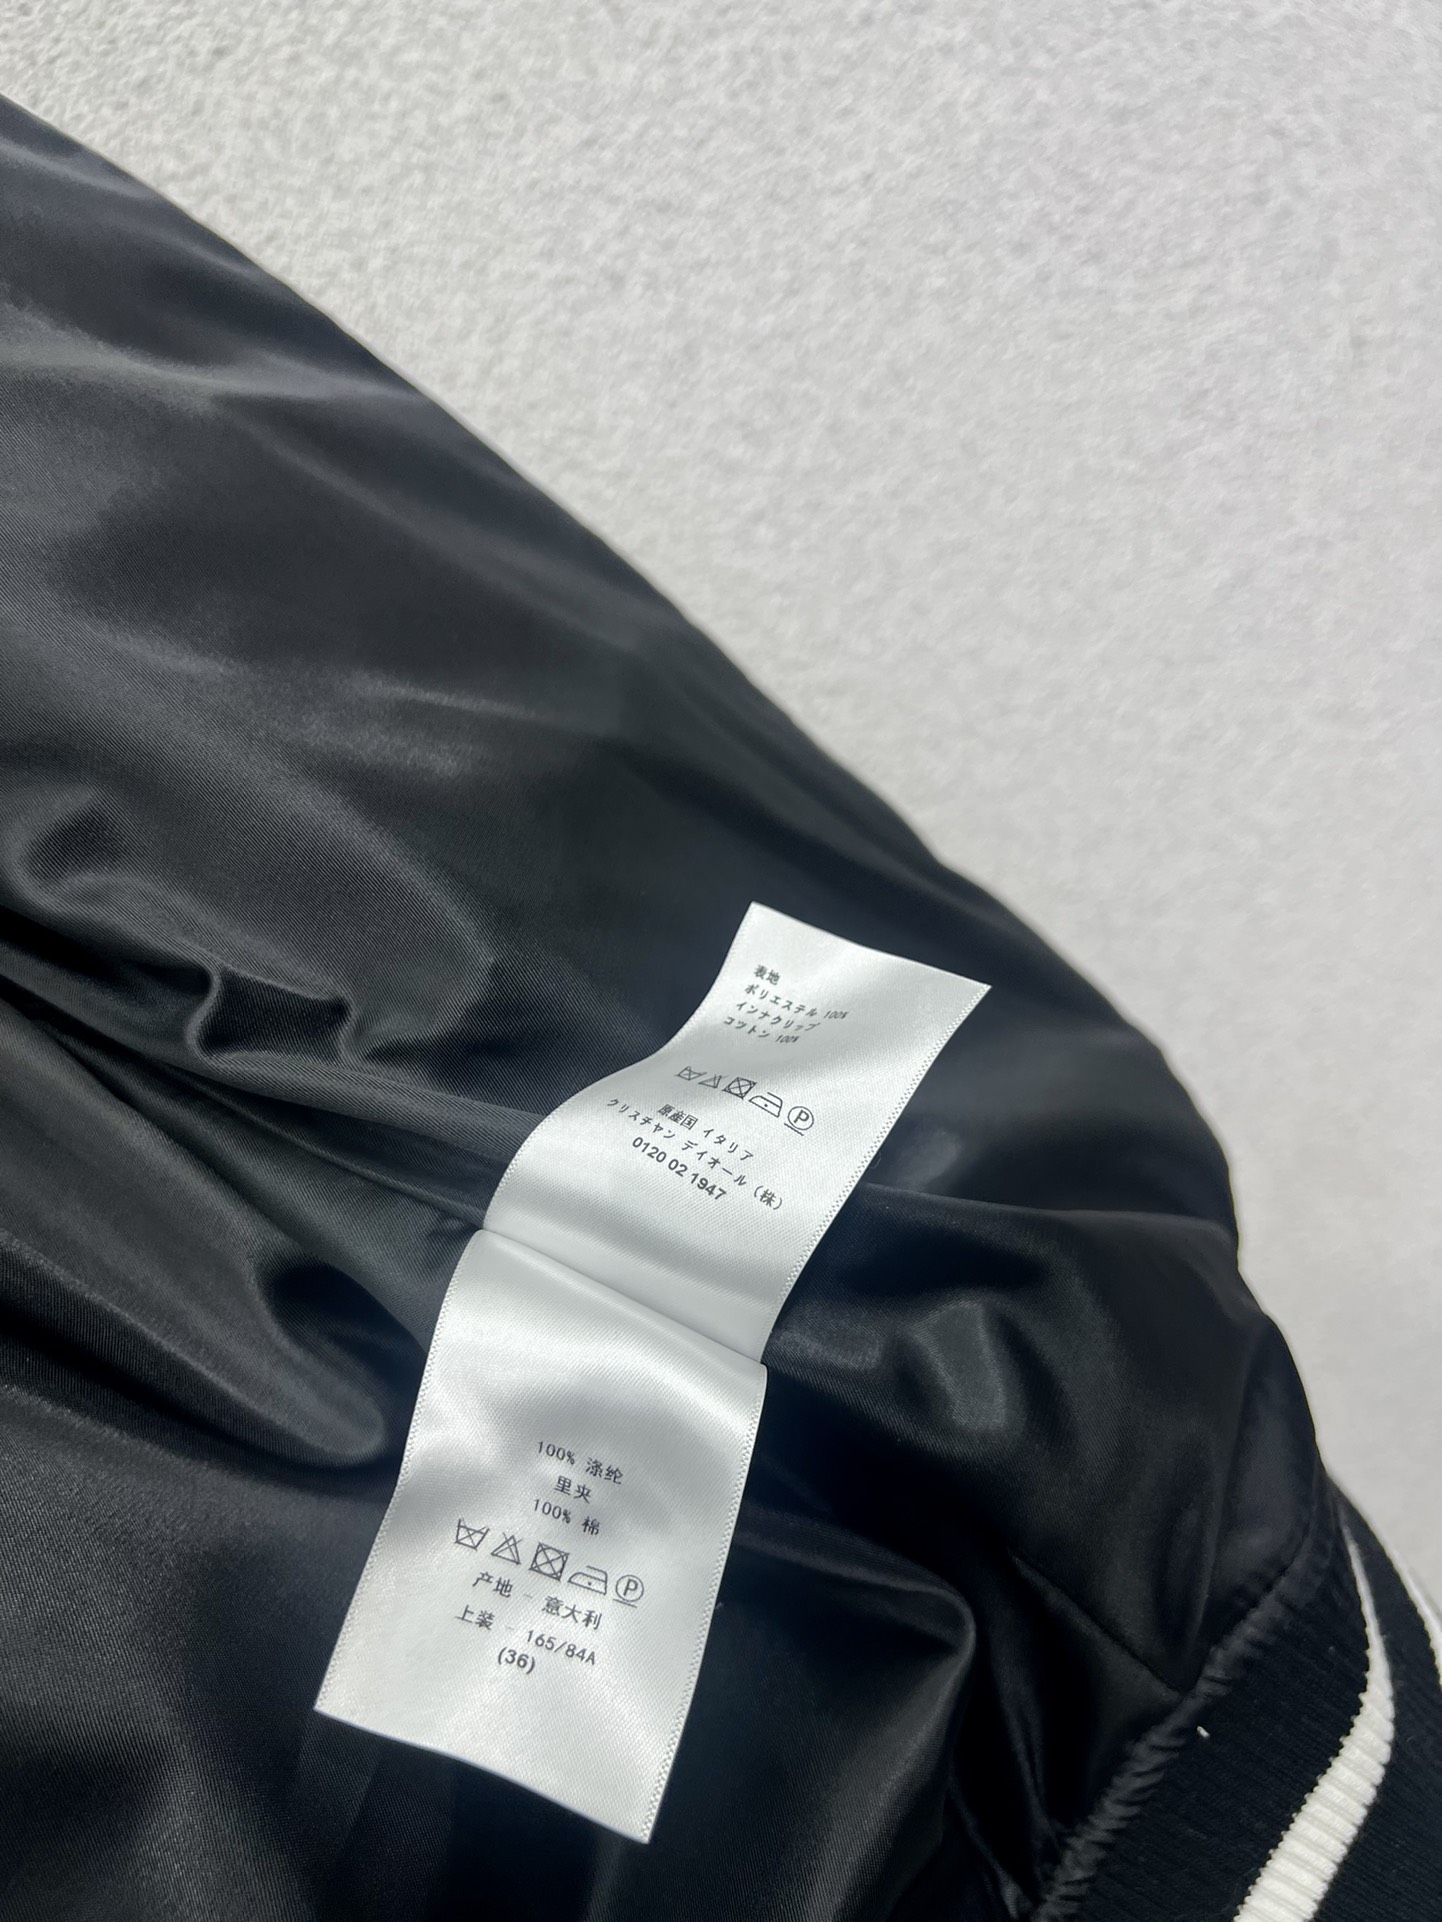 表地
ポリエステル 100%
インナクリップ
コットン 100%
P
原産国 イタリア
クリスチャン ディオール（株）
0120 02 1947
100% 涤纶
里夹
100% 棉
P
产地 - 意大利
上装 - 165/84A
(36)